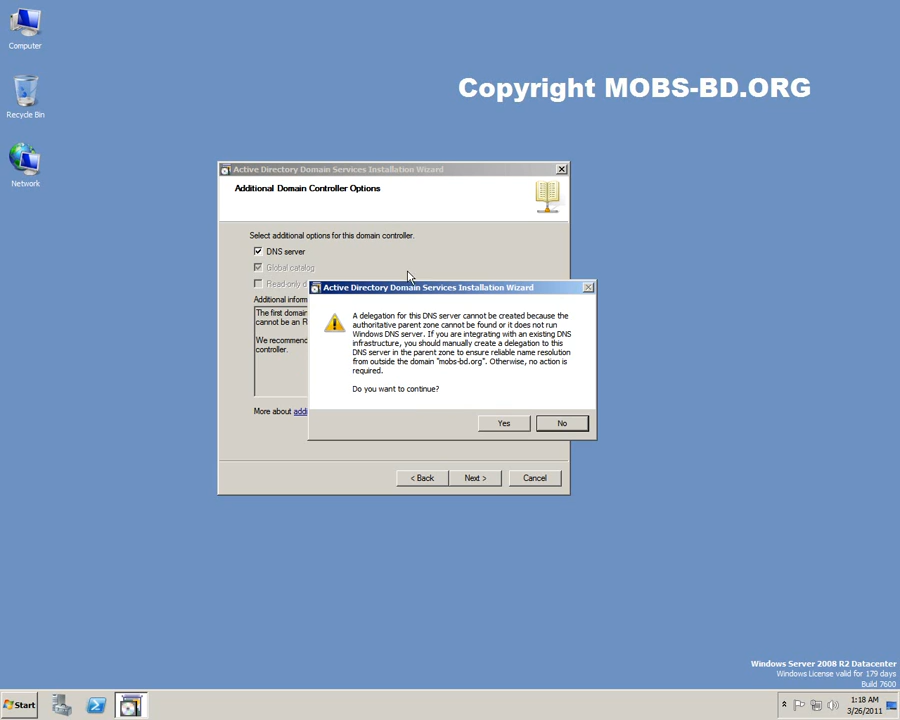 Computer
Recycle Bin
Network
Copyright MOBS-BD.ORG
Active Directory Domain Services Installation Wizard
Additional Domain Controller Options
Select additional options for this domain controller.
DNS server
Global catalog
Read-only d
Additional inform
The first domain
cannot be an R
We recommen
controller.
More about addi
Active Directory Domain Services Installation Wizard
A delegation for this DNS server cannot be created because the
authoritative parent zone cannot be found or it does not run
Windows DNS server. If you are integrating with an existing DNS
infrastructure, you should manually create a delegation to this
DNS server in the parent zone to ensure reliable name resolution
from outside the domain "mobs-bd.org". Otherwise, no action is
required.
Do you want to continue?
Yes
No
< Back
Next >
Cancel
Windows Server 2008 R2 Datacenter
Windows License valid for 179 days
Build 7600
Start
1:18 AM
3/26/2011